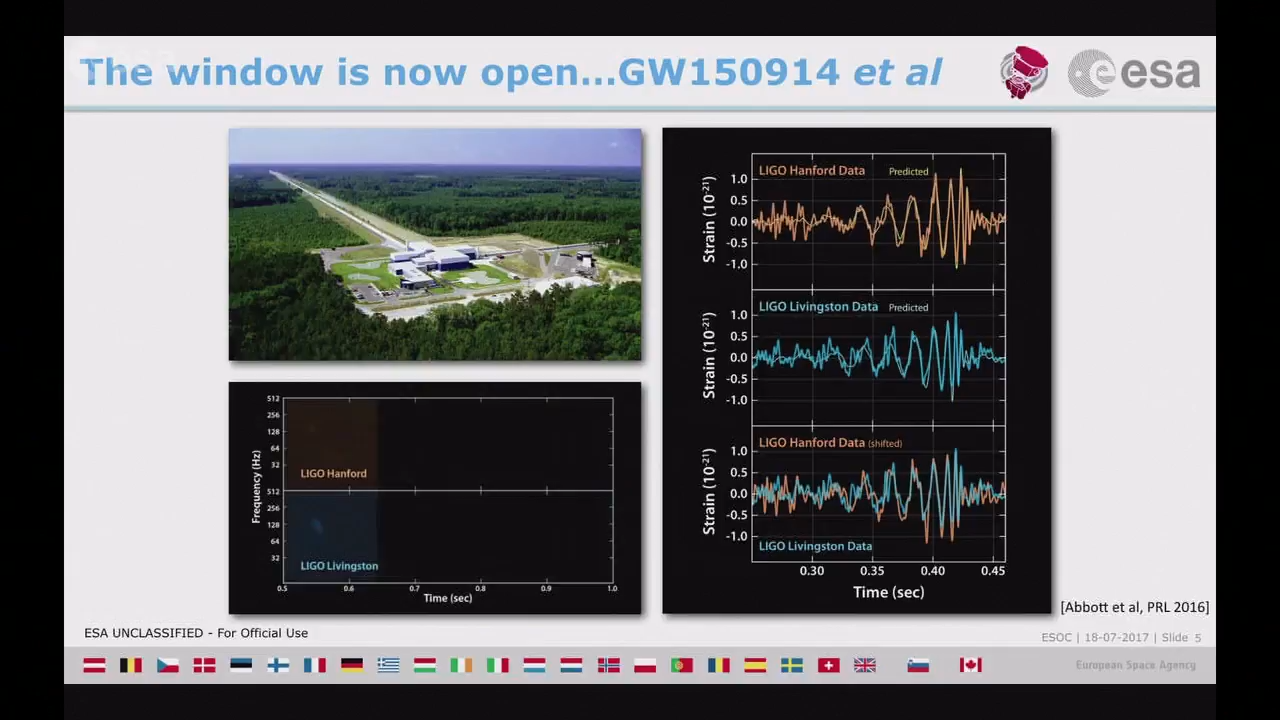 The window is now open...GW150914 et al
esa
LIGO Hanford Data
Predicted
1.0
0.5
0.0
-0.5
-1.0
Strain (10-21)
LIGO Livingston Data
Predicted
1.0
0.5
0.0
-0.5
-1.0
Strain (10-21)
LIGO Hanford Data (shifted)
1.0
0.5
0.0
-0.5
-1.0
Strain (10-21)
LIGO Livingston Data
0.30 0.35 0.40 0.45
Time (sec)
512
256
128
64
32
LIGO Hanford
Frequency (Hz)
512
256
128
64
32
LIGO Livingston
0.5 0.6 0.7 0.8 0.9 1.0
Time (sec)
[Abbott et al, PRL 2016]
ESA UNCLASSIFIED - For Official Use
ESOC | 18-07-2017 | Slide 5
European Space Agency